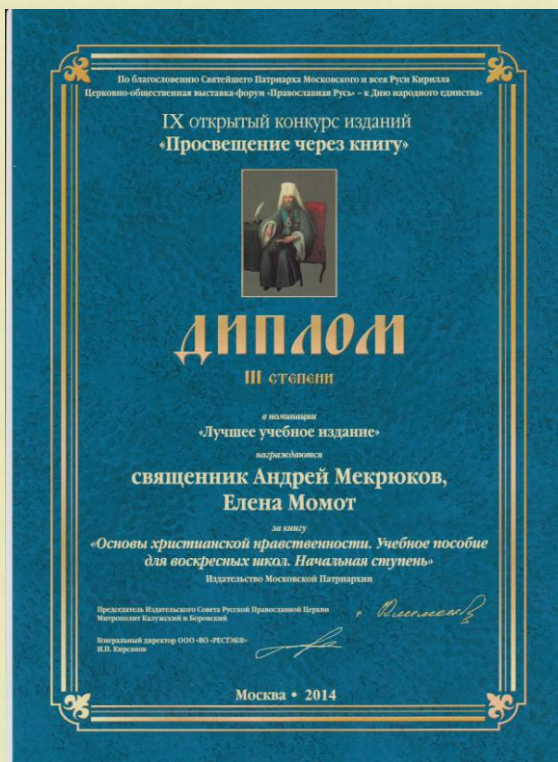 По благословению Святейшего Патриарха Московского и всея Руси Кирилла
Церковно-общественная выставка-форум «Православная Русь» – к Дню народного единства»
IX открытый конкурс изданий
«Просвещение через книгу»
ДИПЛОМ
III степени
в номинации
«Лучшее учебное издание»
награждаются
священник Андрей Мекрюков,
Елена Момот
за книгу
«Основы христианской нравственности. Учебное пособие
для воскресных школ. Начальная ступень»
Издательство Московской Патриархии
Председатель Издательского Совета Русской Православной Церкви
Митрополит Калужский и Боровский
Генеральный директор ООО «ВО «РЕСТЭК®»
И.П. Кирсанов
Москва • 2014